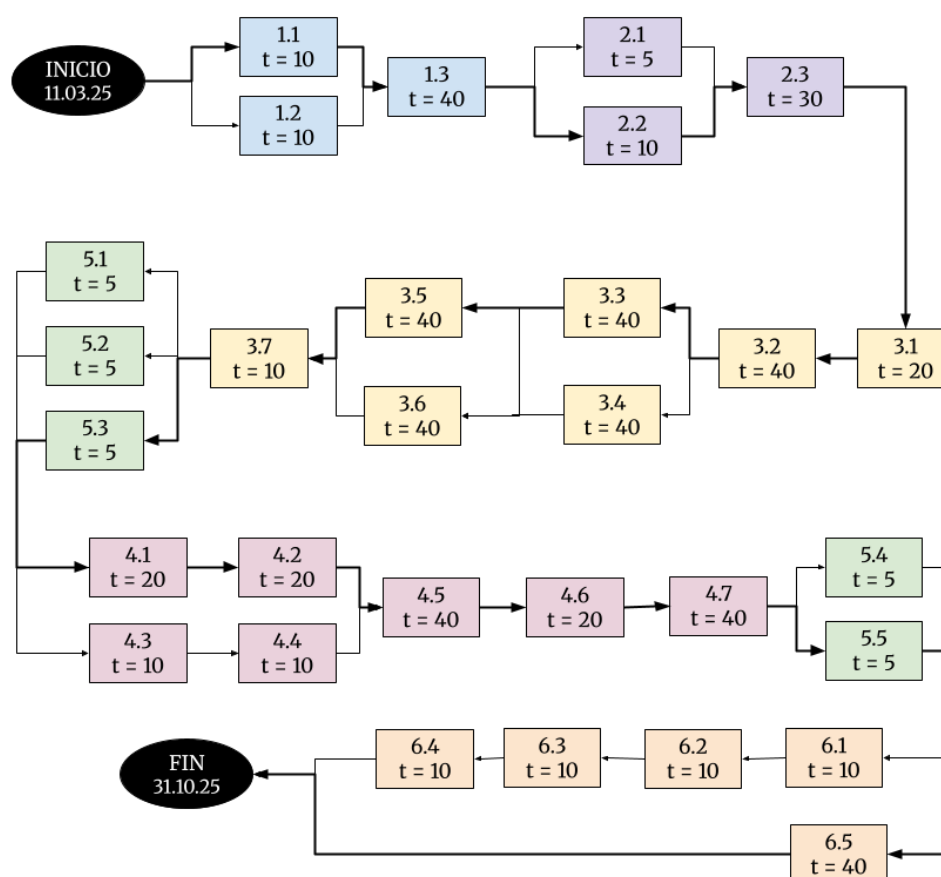 INICIO
11.03.25
1.1
t = 10
1.2
t = 10
1.3
t = 40
2.1
t = 5
2.2
t = 10
2.3
t = 30
3.1
t = 20
3.2
t = 40
3.3
t = 40
3.4
t = 40
3.5
t = 40
3.6
t = 40
3.7
t = 10
5.1
t = 5
5.2
t = 5
5.3
t = 5
4.1
t = 20
4.2
t = 20
4.3
t = 10
4.4
t = 10
4.5
t = 40
4.6
t = 20
4.7
t = 40
5.4
t = 5
5.5
t = 5
6.1
t = 10
6.2
t = 10
6.3
t = 10
6.4
t = 10
6.5
t = 40
FIN
31.10.25